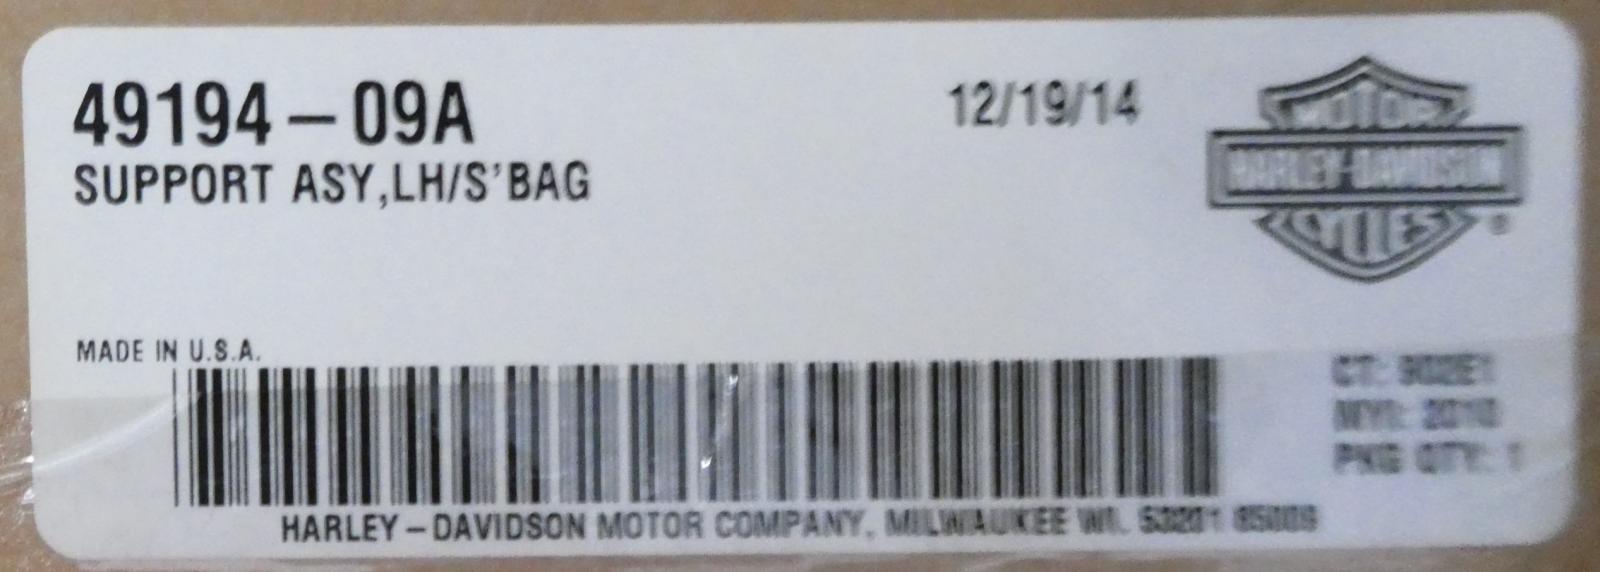 49194-09A
12/19/14
SUPPORT ASY,LH/S'BAG
MOTOR
HARLEY-DAVIDSON
CYCLES
®
MADE IN U.S.A.
CT: 902E1
MYI: 2010
PKG QTY: 1
HARLEY-DAVIDSON MOTOR COMPANY, MILWAUKEE WI. 53201